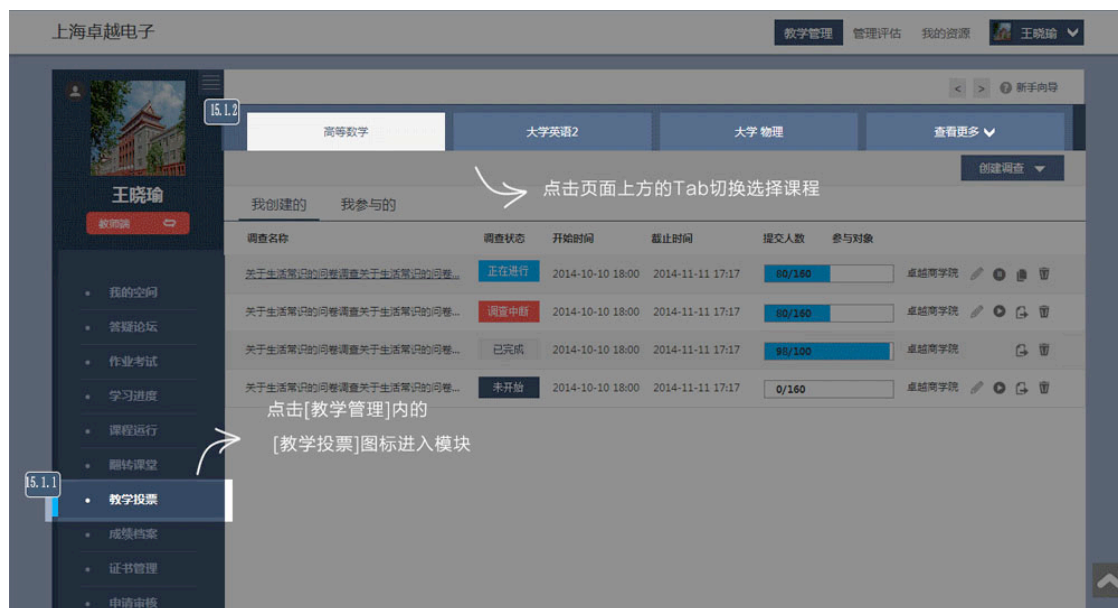 上海卓越电子
教学管理 管理评估 我的资源 王晓瑜
< > 新手向导
15.1.2
高等数学 大学英语2 大学 物理 查看更多
创建调查
点击页面上方的Tab切换选择课程
王晓瑜
教师端
我创建的 我参与的
调查名称 调查状态 开始时间 截止时间 提交人数 参与对象
关于生活常识的问卷调查关于生活常识的问卷... 正在进行 2014-10-10 18:00 2014-11-11 17:17 80/160 卓越商学院
关于生活常识的问卷调查关于生活常识的问卷... 调查中断 2014-10-10 18:00 2014-11-11 17:17 80/160 卓越商学院
关于生活常识的问卷调查关于生活常识的问卷... 已完成 2014-10-10 18:00 2014-11-11 17:17 98/100 卓越商学院
关于生活常识的问卷调查关于生活常识的问卷... 未开始 2014-10-10 18:00 2014-11-11 17:17 0/160 卓越商学院
点击[教学管理]内的
[教学投票]图标进入模块
我的空间
答疑论坛
作业考试
学习进度
课程运行
翻转课堂
15.1.1
教学投票
成绩档案
证书管理
申请审核